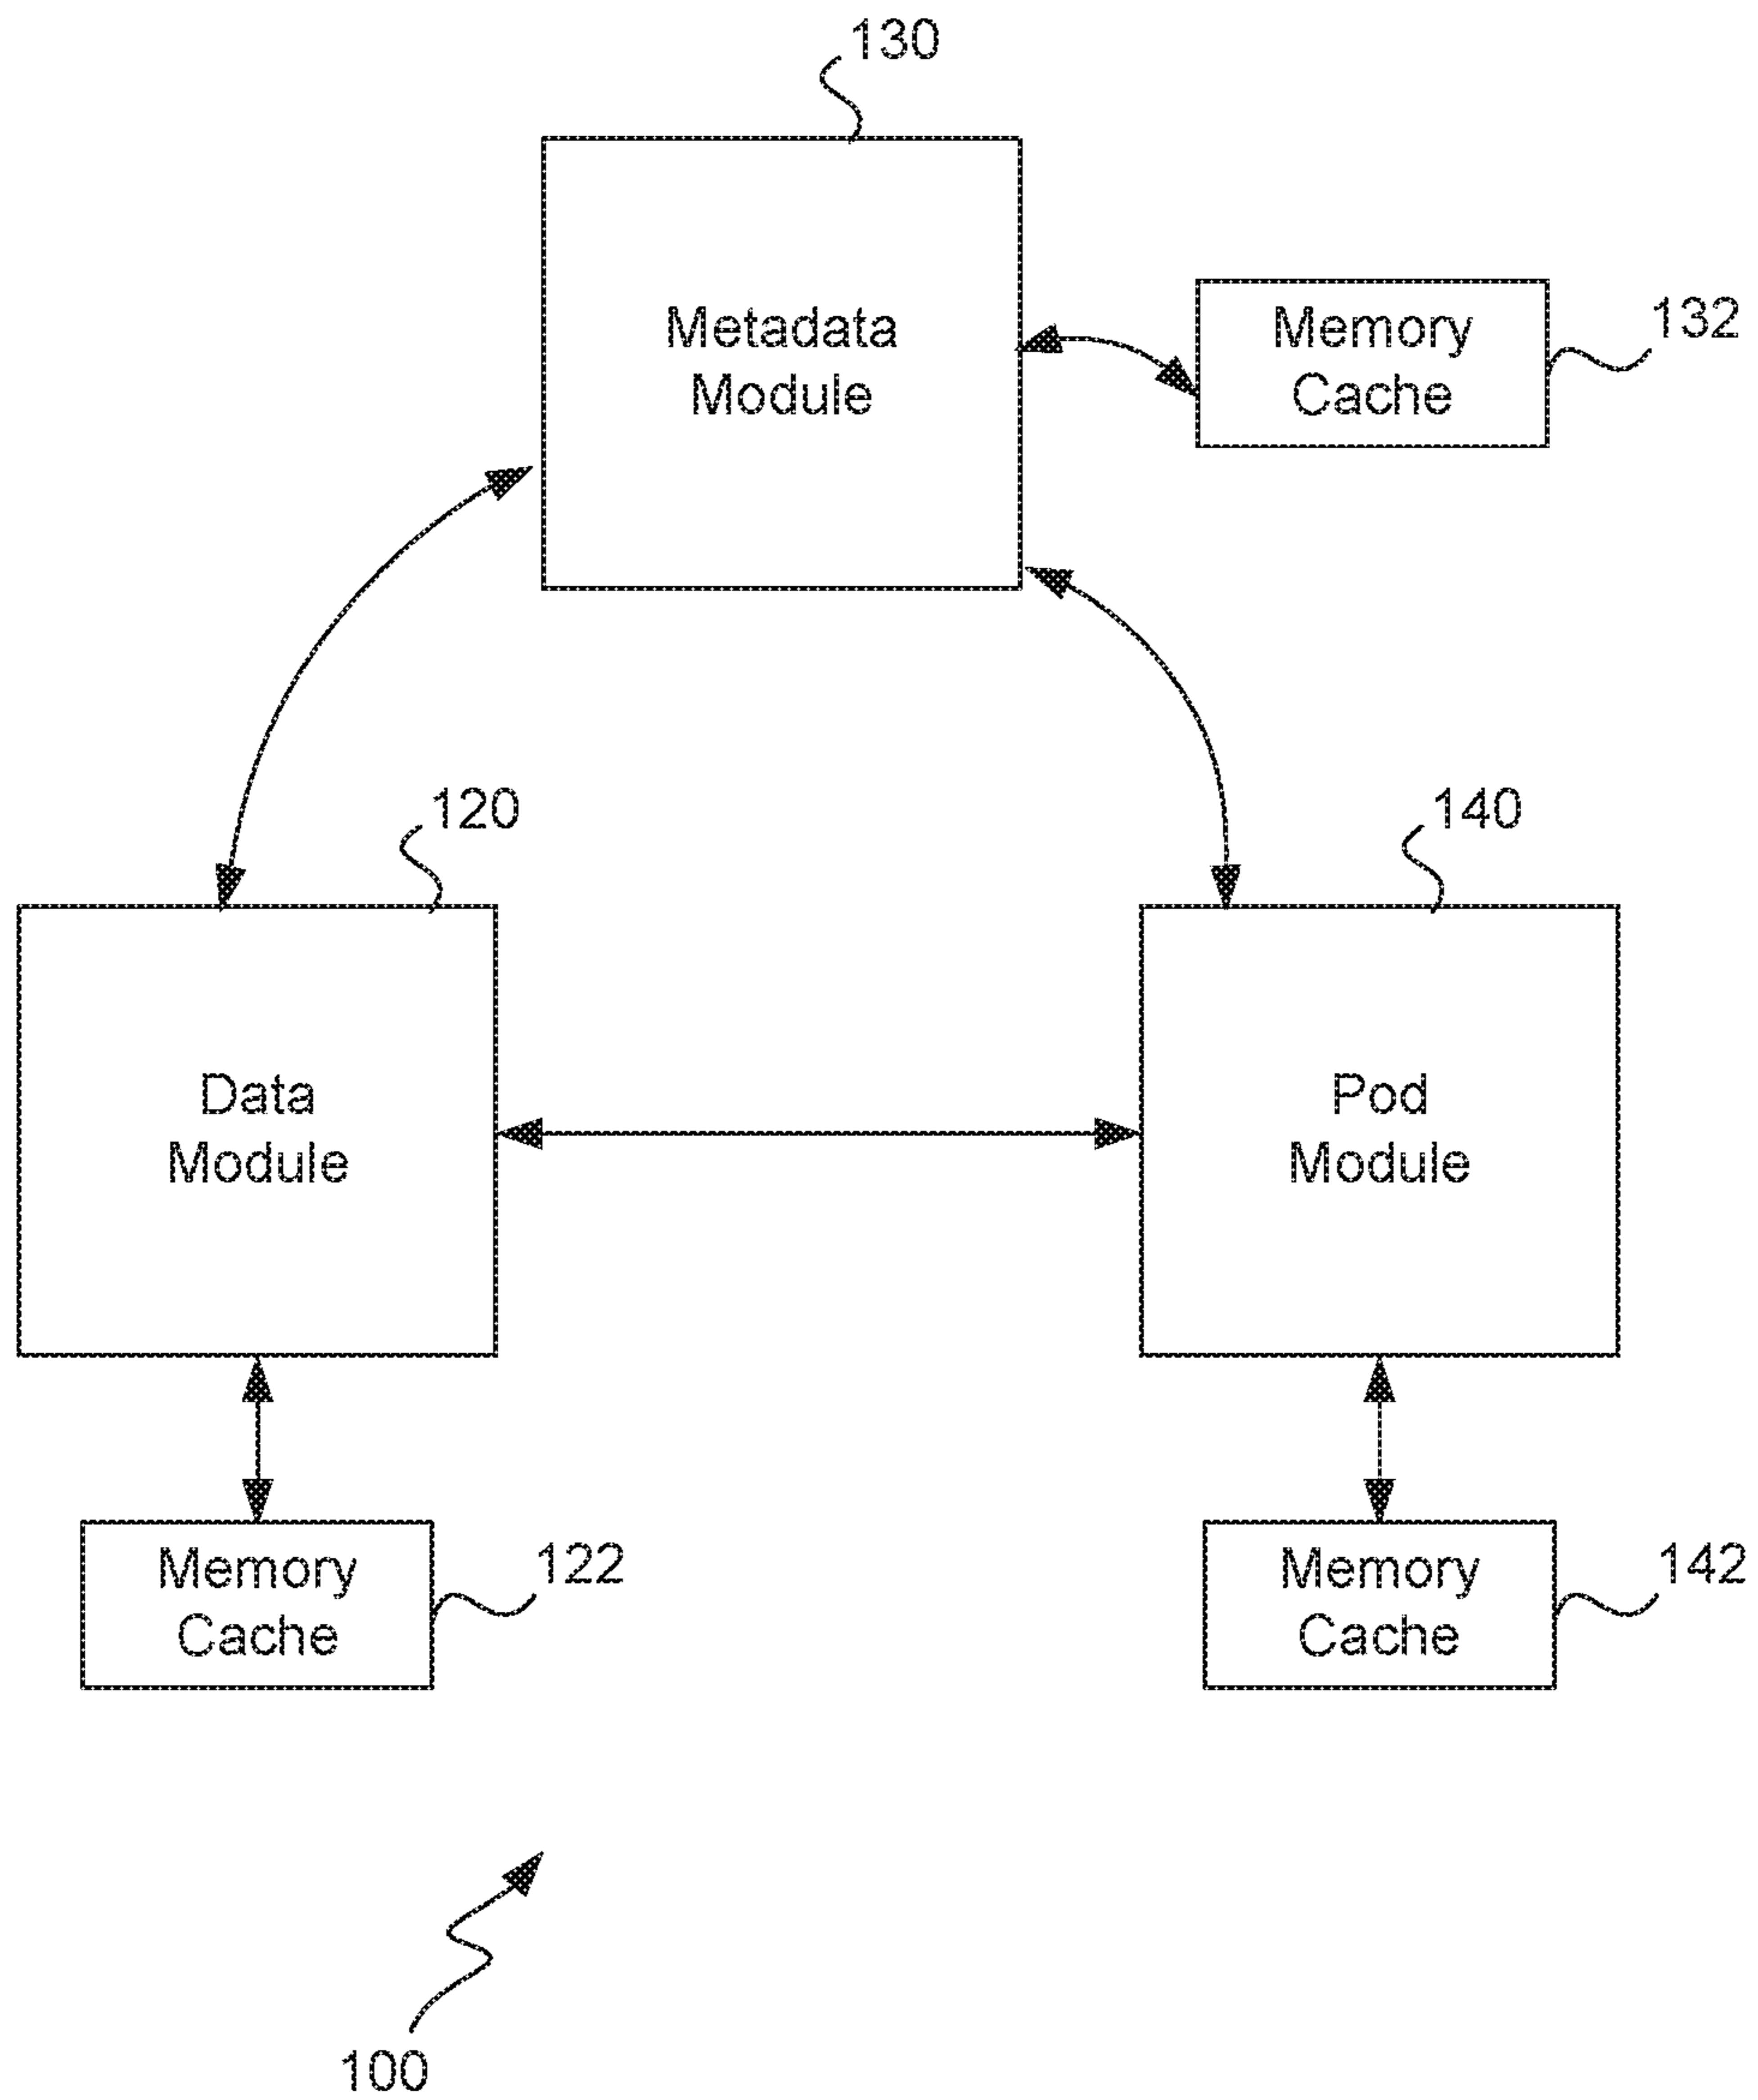 130
Metadata
Module
Memory
Cache
132
120
140
Data
Module
Pod
Module
Memory
Cache
122
Memory
Cache
142
100